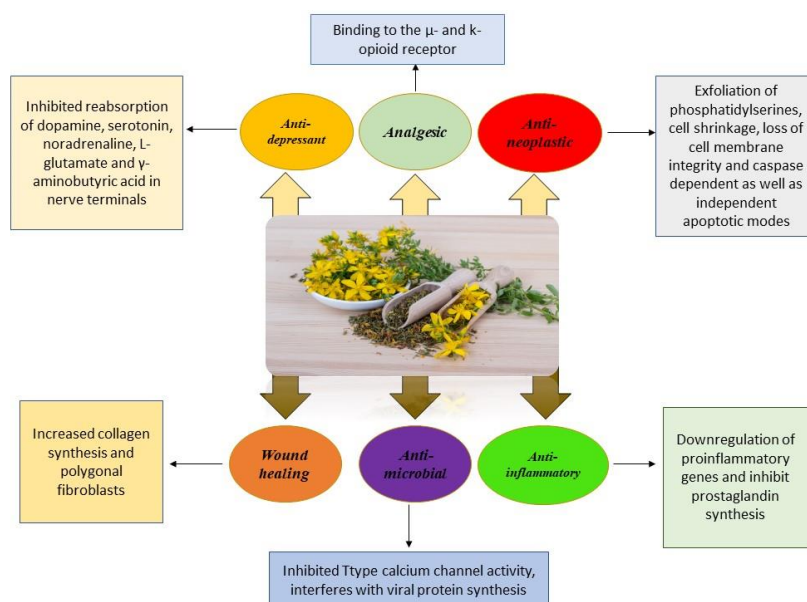 Binding to the µ- and k-
opioid receptor
Inhibited reabsorption
of dopamine, serotonin,
noradrenaline, L-
glutamate and γ-
aminobutyric acid in
nerve terminals
Anti-
depressant
Analgesic
Anti-
neoplastic
Exfoliation of
phosphatidylserines,
cell shrinkage, loss of
cell membrane
integrity and caspase
dependent as well as
independent
apoptotic modes
Increased collagen
synthesis and
polygonal
fibroblasts
Wound
healing
Anti-
microbial
Anti-
inflammatory
Downregulation of
proinflammatory
genes and inhibit
prostaglandin
synthesis
Inhibited Ttype calcium channel activity,
interferes with viral protein synthesis